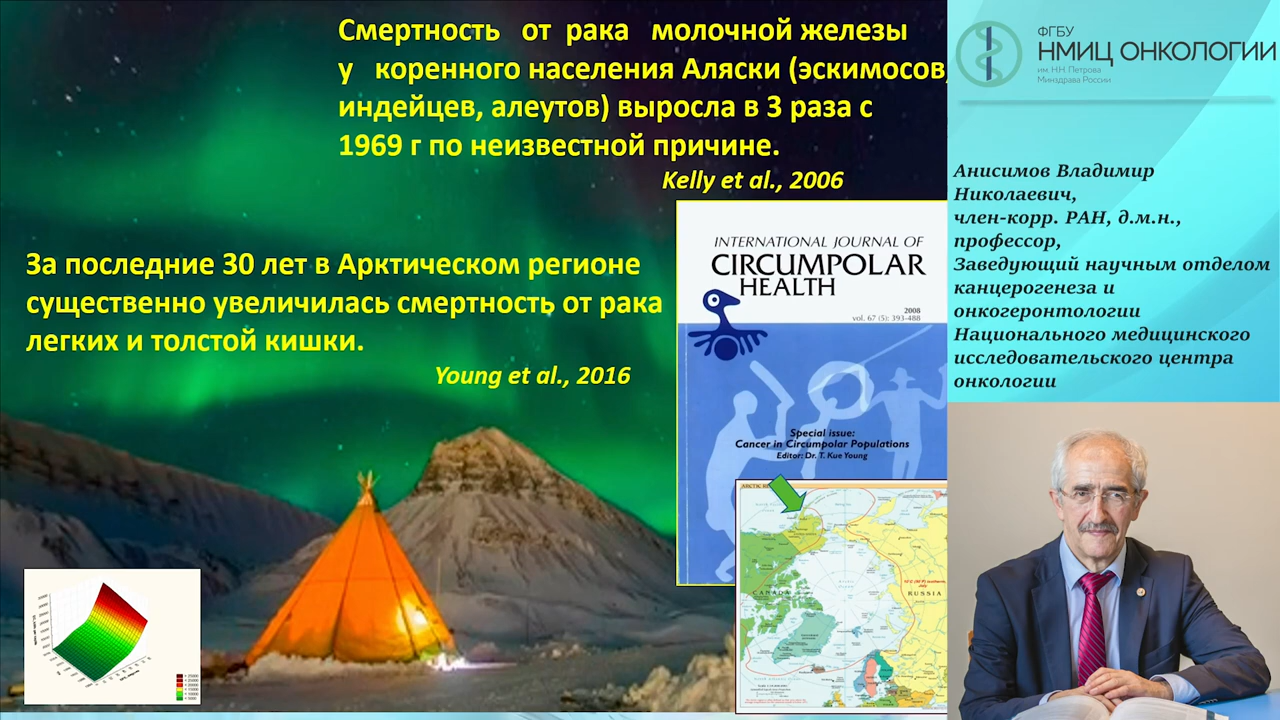 Смертность от рака молочной железы
у коренного населения Аляски (эскимосов,
индейцев, алеутов) выросла в 3 раза с
1969 г по неизвестной причине.
Kelly et al., 2006
За последние 30 лет в Арктическом регионе
существенно увеличилась смертность от рака
легких и толстой кишки.
Young et al., 2016
INTERNATIONAL JOURNAL OF
CIRCUMPOLAR
HEALTH
2008
vol. 67 (5): 393-488
Special issue:
Cancer in Circumpolar Populations
Editor: Dr. T. Kue Young
CANADA
RUSSIA
ФГБУ
НМИЦ ОНКОЛОГИИ
им. Н.Н. Петрова
Минздрава России
Анисимов Владимир
Николаевич,
член-корр. РАН, д.м.н.,
профессор,
Заведующий научным отделом
канцерогенеза и
онкогеронтологии
Национального медицинского
исследовательского центра
онкологии